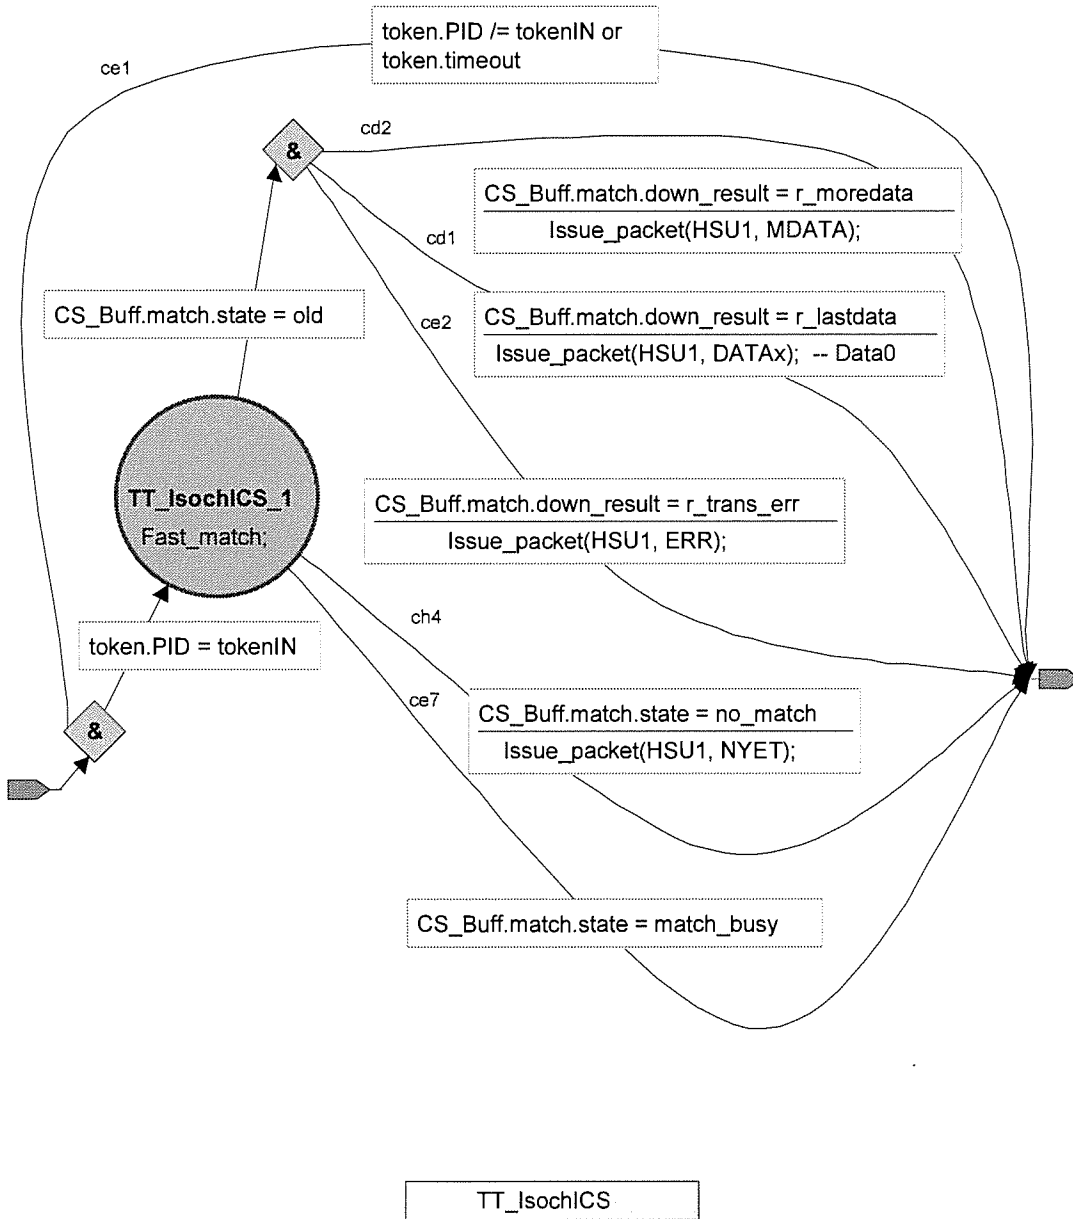 token.PID /= tokenIN or
token.timeout
ce1
cd2
&
CS_Buff.match.down_result = r_moredata
Issue_packet(HSU1, MDATA);
cd1
CS_Buff.match.state = old
ce2
CS_Buff.match.down_result = r_lastdata
Issue_packet(HSU1, DATAx);  -- Data0
TT_IsochICS_1
Fast_match;
CS_Buff.match.down_result = r_trans_err
Issue_packet(HSU1, ERR);
ch4
token.PID = tokenIN
ce7
&
CS_Buff.match.state = no_match
Issue_packet(HSU1, NYET);
CS_Buff.match.state = match_busy
TT_IsochICS